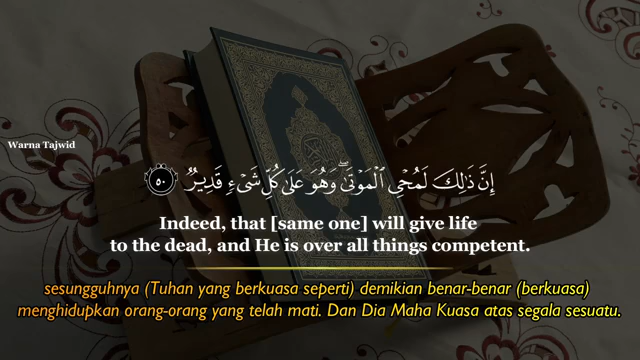 Warna Tajwid
إِنَّ ذَٰلِكَ لَمُحْيِ الْمَوْتَىٰ ۖ وَهُوَ عَلَىٰ كُلِّ شَيْءٍ قَدِيرٌ ٥٠
Indeed, that [same one] will give life
to the dead, and He is over all things competent.
sesungguhnya (Tuhan yang berkuasa seperti) demikian benar-benar (berkuasa)
menghidupkan orang-orang yang telah mati. Dan Dia Maha Kuasa atas segala sesuatu.